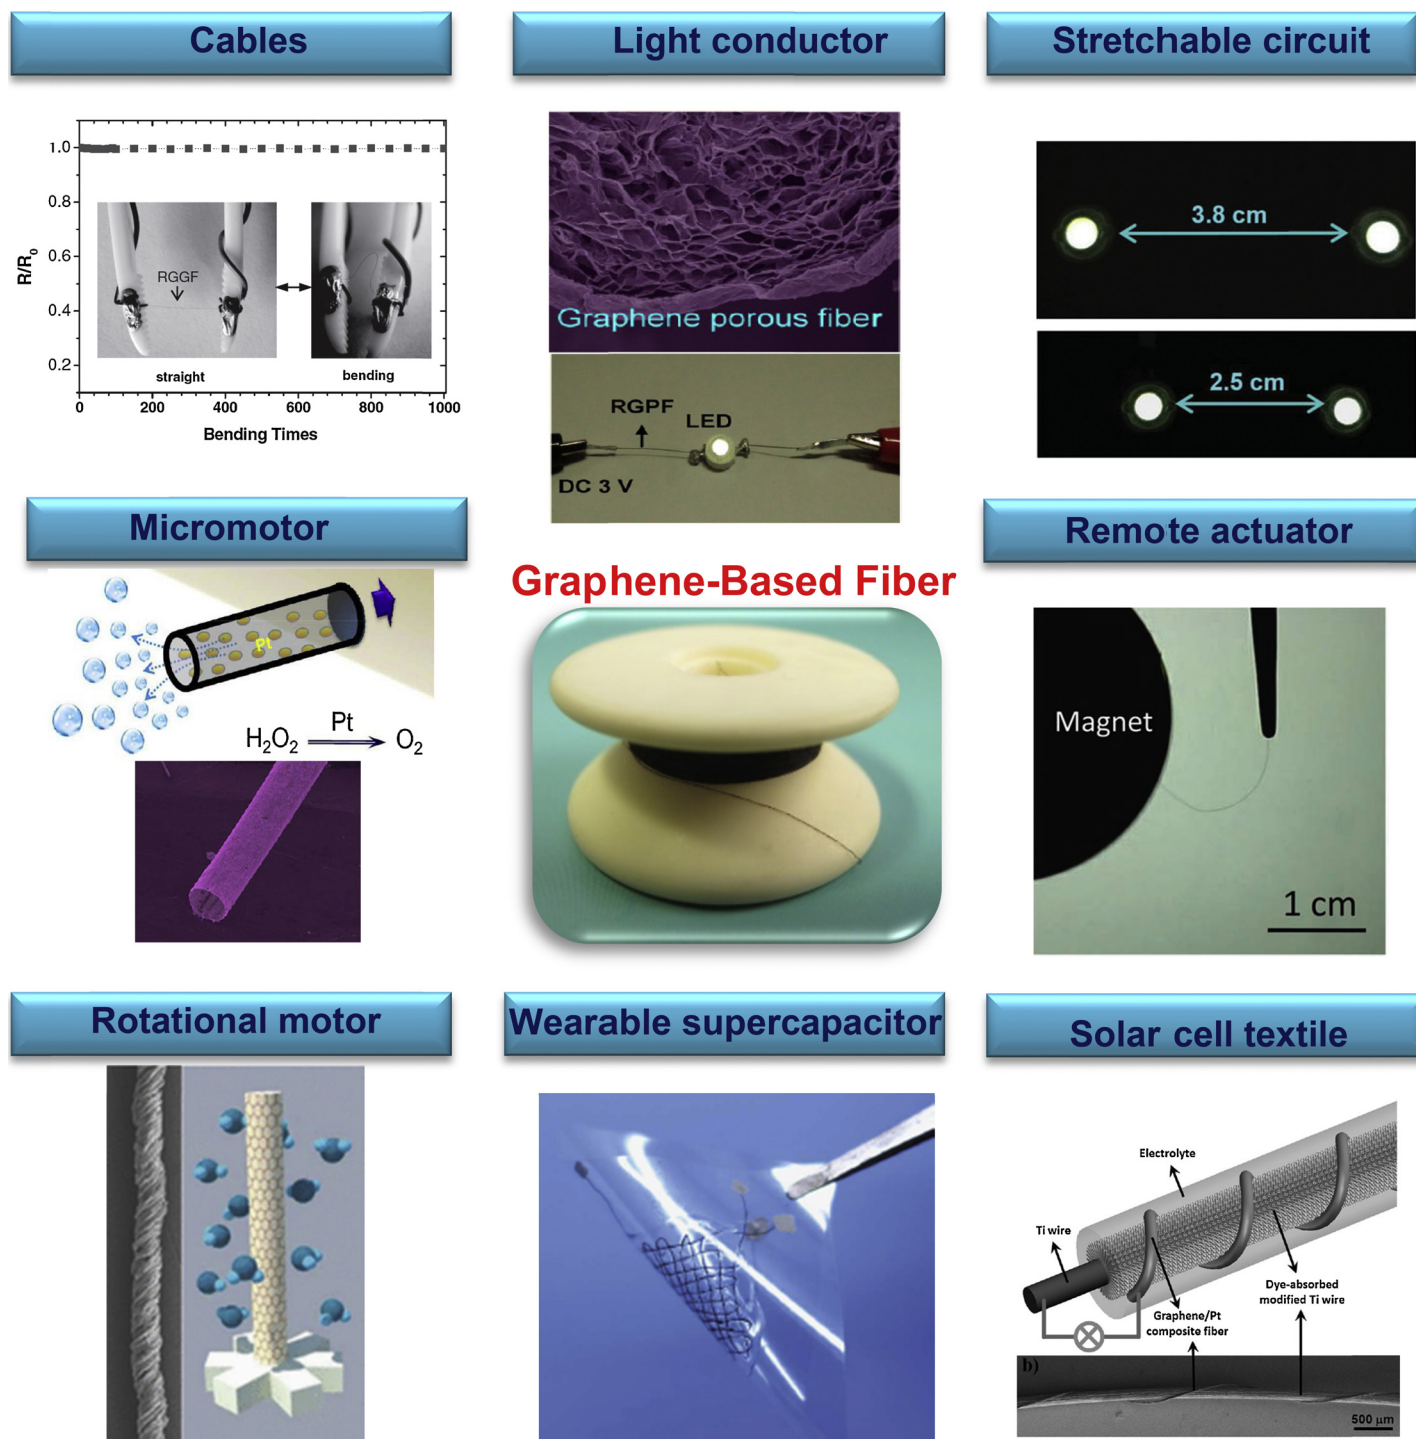 Cables
Light conductor
Stretchable circuit
1.0
0.8
0.6
0.4
0.2
R/R0
RGGF
straight
bending
0
200
400
600
800
1000
Bending Times
Graphene porous fiber
RGPF
LED
DC 3 V
3.8 cm
2.5 cm
Micromotor
Pt
H2O2
Pt
O2
Graphene-Based Fiber
Remote actuator
Magnet
1 cm
Rotational motor
Wearable supercapacitor
Solar cell textile
Electrolyte
Ti wire
Dye-absorbed
modified Ti wire
Graphene/Pt
composite fiber
b)
500 μm